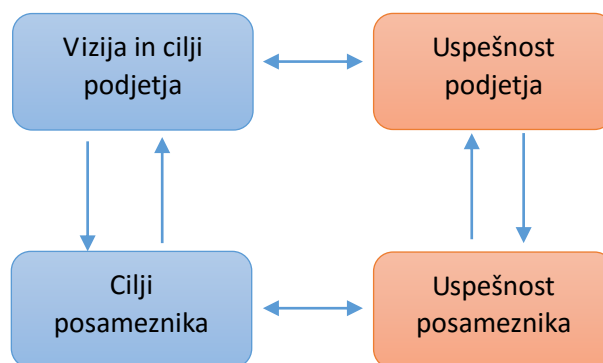 Vizija in cilji
podjetja
Uspešnost
podjetja
Cilji
posameznika
Uspešnost
posameznika